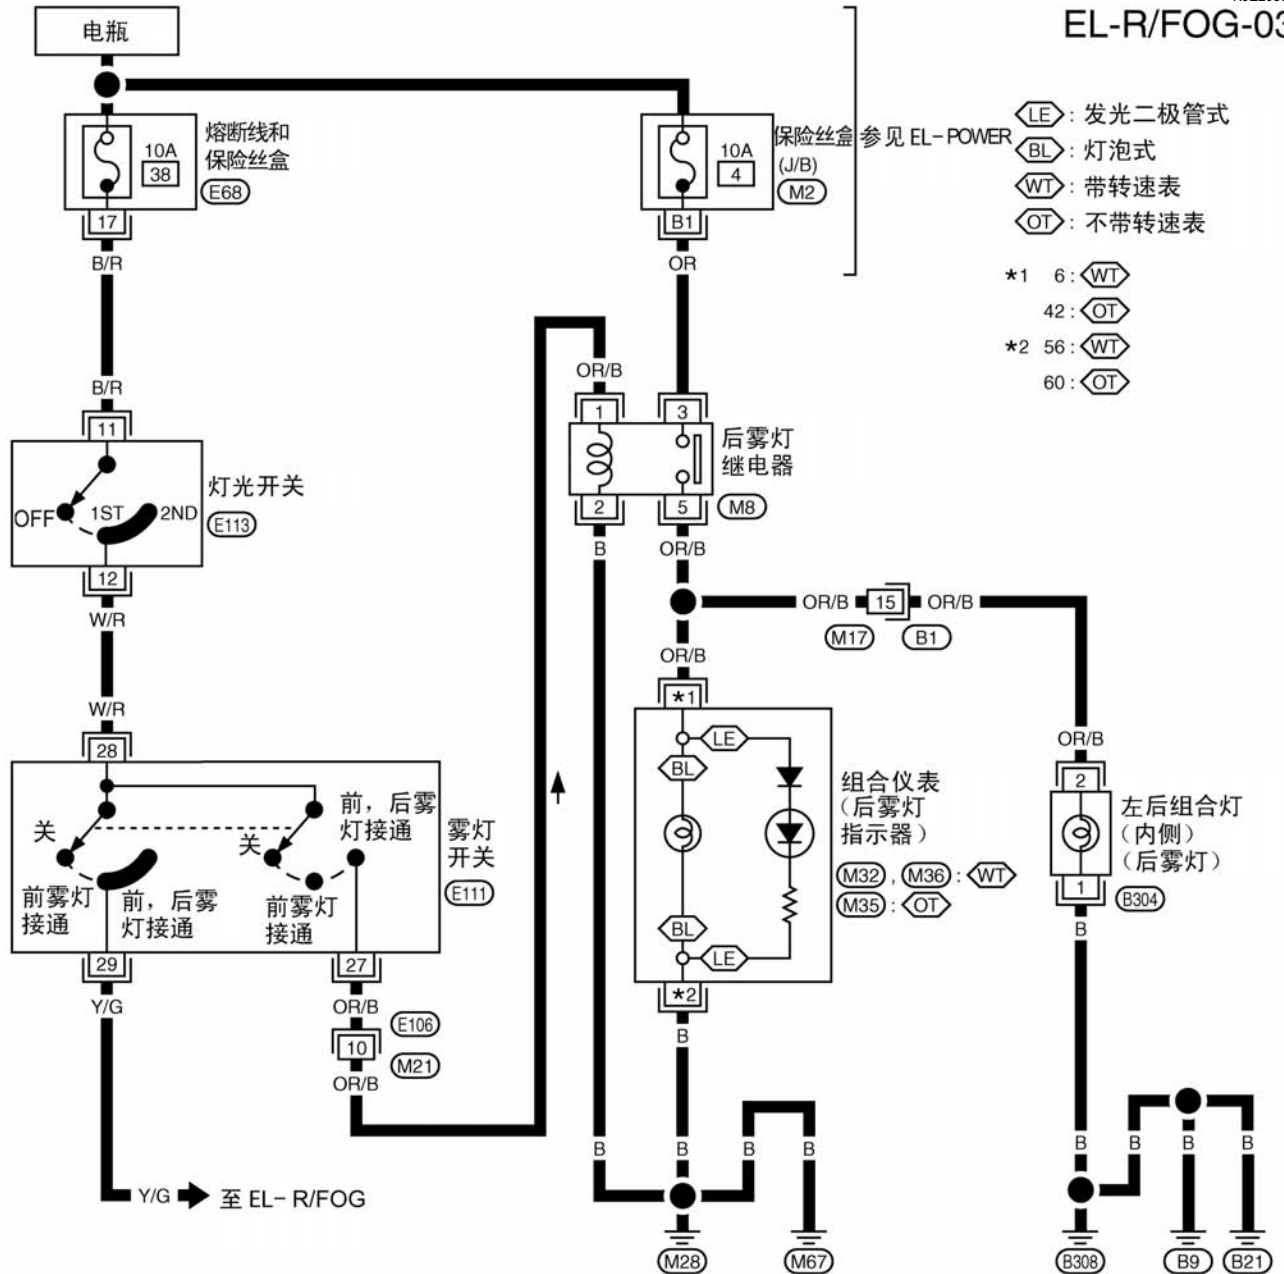 EL-R/FOG-03
电瓶
熔断线和
保险丝盒
10A
38
E68
17
B/R
B/R
11
灯光开关
OFF
1ST
2ND
E113
12
W/R
W/R
28
关
前，后雾
灯接通
关
雾灯
开关
E111
前雾灯
接通
前，后雾
灯接通
前雾灯
接通
29
27
Y/G
OR/B
E106
10
M21
OR/B
Y/G
至 EL- R/FOG
10A
4
保险丝盒
(J/B)
M2
参见 EL-POWER
B1
OR
OR/B
1
3
后雾灯
继电器
2
5
M8
B
OR/B
OR/B
15
OR/B
M17
B1
OR/B
*1
LE
BL
组合仪表
（后雾灯
指示器）
M32 , M36 : WT
M35 : OT
BL
LE
*2
B
B
B
B
B
M28
M67
OR/B
2
左后组合灯
（内侧）
（后雾灯）
1
B304
B
B
B
B
B
B308
B9
B21
LE : 发光二极管式
BL : 灯泡式
WT : 带转速表
OT : 不带转速表
*1 6 : WT
42 : OT
*2 56 : WT
60 : OT